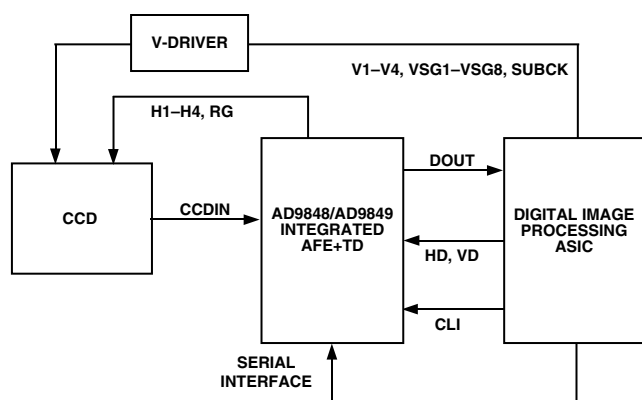 V-DRIVER
V1–V4, VSG1–VSG8, SUBCK
H1–H4, RG
CCD
CCDIN
AD9848/AD9849
INTEGRATED
AFE+TD
DOUT
HD, VD
CLI
DIGITAL IMAGE
PROCESSING
ASIC
SERIAL
INTERFACE